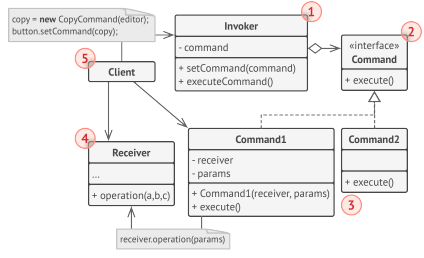 copy = new CopyCommand(editor);
button.setCommand(copy);
1
Invoker
- command
+ setCommand(command)
+ executeCommand()
2
«interface»
Command
+ execute()
5
Client
4
Receiver
...
+ operation(a,b,c)
Command1
- receiver
- params
+ Command1(receiver, params)
+ execute()
Command2
+ execute()
3
receiver.operation(params)